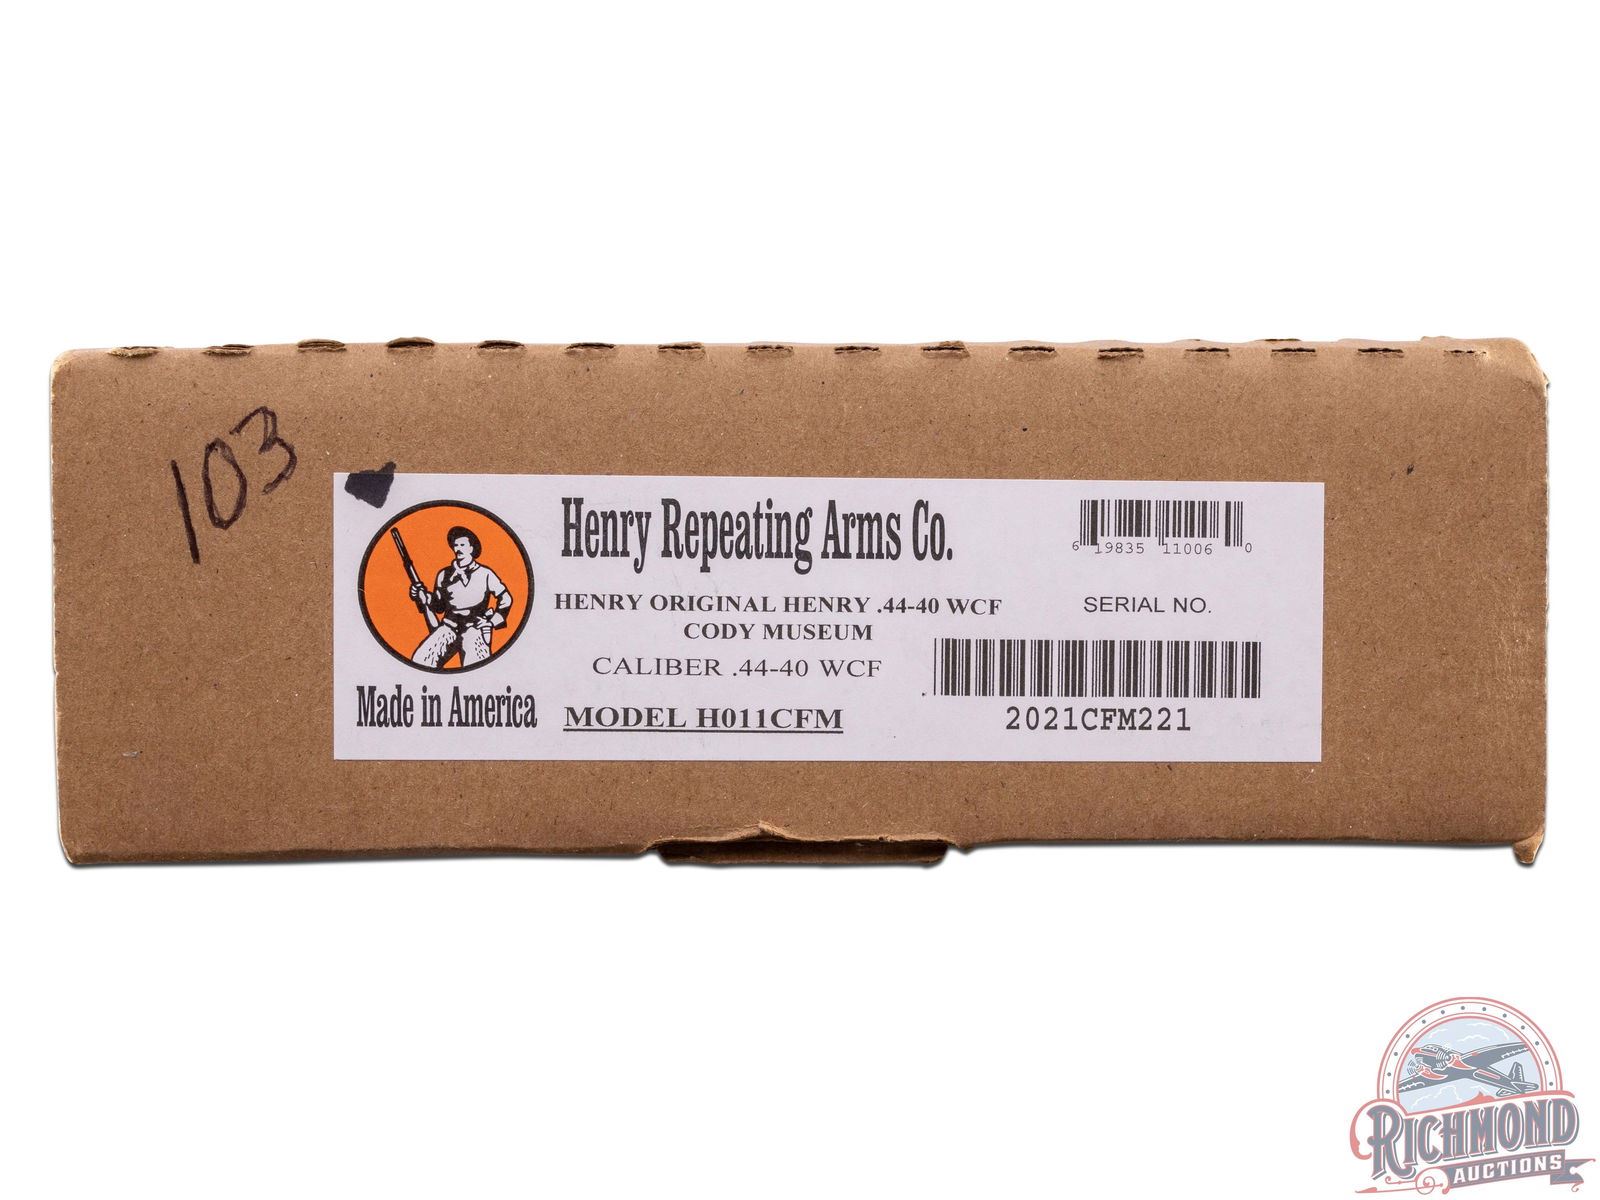 103
Henry Repeating Arms Co.
HENRY ORIGINAL HENRY .44-40 WCF
CODY MUSEUM
CALIBER .44-40 WCF
MODEL H011CFM
Made in America
6 19835 11006 0
SERIAL NO.
2021CFM221
RICHMOND
AUCTIONS